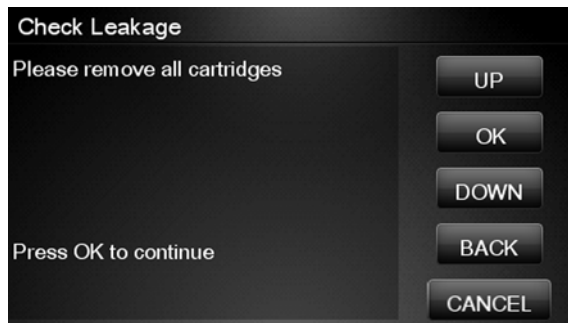 Check Leakage
Please remove all cartridges
Press OK to continue
UP
OK
DOWN
BACK
CANCEL